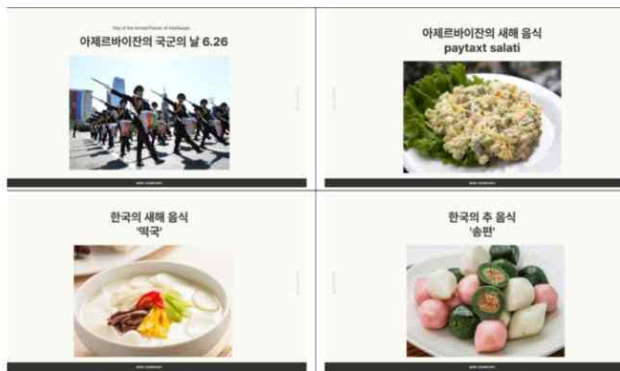 Day of the Armed Forces of Azerbaijan
아제르바이잔의 국군의 날 6.26
아제르바이잔의 새해 음식
paytaxt salati
한국의 새해 음식
'떡국'
한국의 추 음식
'송편'